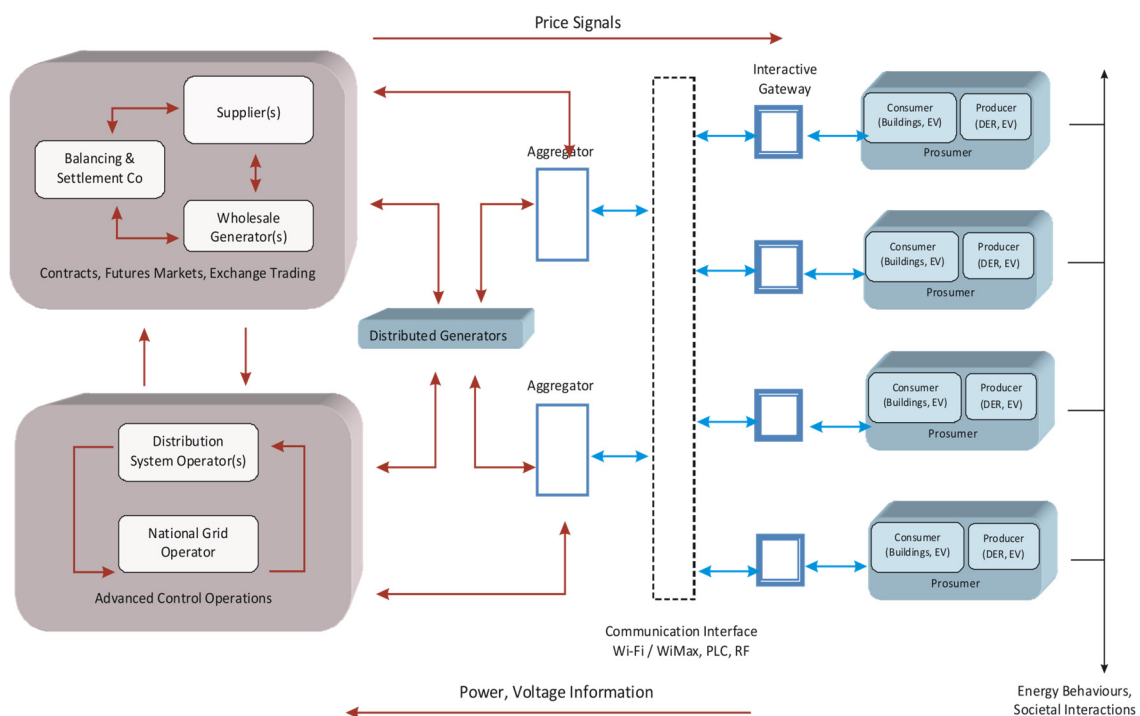 Price Signals
Supplier(s)
Balancing &
Settlement Co
Wholesale
Generator(s)
Contracts, Futures Markets, Exchange Trading
Aggregator
Interactive
Gateway
Consumer
(Buildings, EV)
Producer
(DER, EV)
Prosumer
Consumer
(Buildings, EV)
Producer
(DER, EV)
Prosumer
Distributed Generators
Aggregator
Consumer
(Buildings, EV)
Producer
(DER, EV)
Prosumer
Distribution
System Operator(s)
National Grid
Operator
Advanced Control Operations
Consumer
(Buildings, EV)
Producer
(DER, EV)
Prosumer
Communication Interface
Wi-Fi / WiMax, PLC, RF
Power, Voltage Information
Energy Behaviours,
Societal Interactions